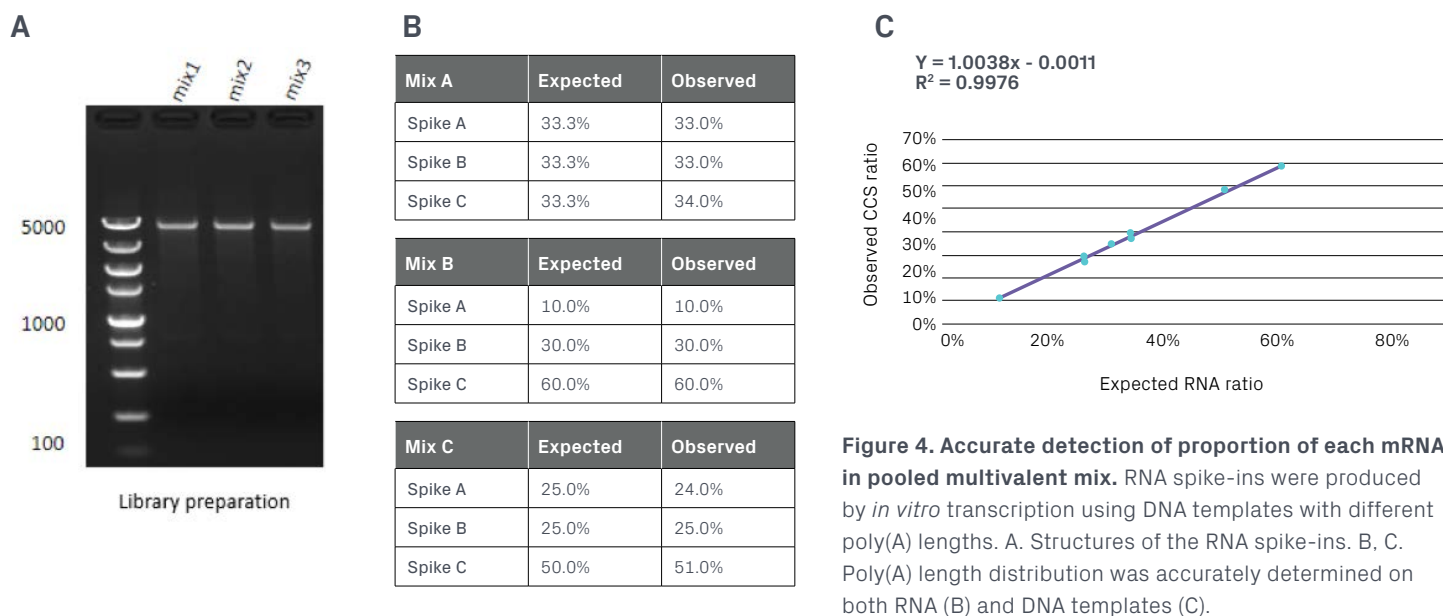 A
mix1 mix2 mix3
5000
1000
100
Library preparation
B
Mix A Expected Observed
Spike A 33.3% 33.0%
Spike B 33.3% 33.0%
Spike C 33.3% 34.0%
Mix B Expected Observed
Spike A 10.0% 10.0%
Spike B 30.0% 30.0%
Spike C 60.0% 60.0%
Mix C Expected Observed
Spike A 25.0% 24.0%
Spike B 25.0% 25.0%
Spike C 50.0% 51.0%
C
Y = 1.0038x - 0.0011
R² = 0.9976
Observed CCS ratio
70%
60%
50%
40%
30%
20%
10%
0%
0% 20% 40% 60% 80%
Expected RNA ratio
Figure 4. Accurate detection of proportion of each mRNA
in pooled multivalent mix. RNA spike-ins were produced
by in vitro transcription using DNA templates with different
poly(A) lengths. A. Structures of the RNA spike-ins. B, C.
Poly(A) length distribution was accurately determined on
both RNA (B) and DNA templates (C).